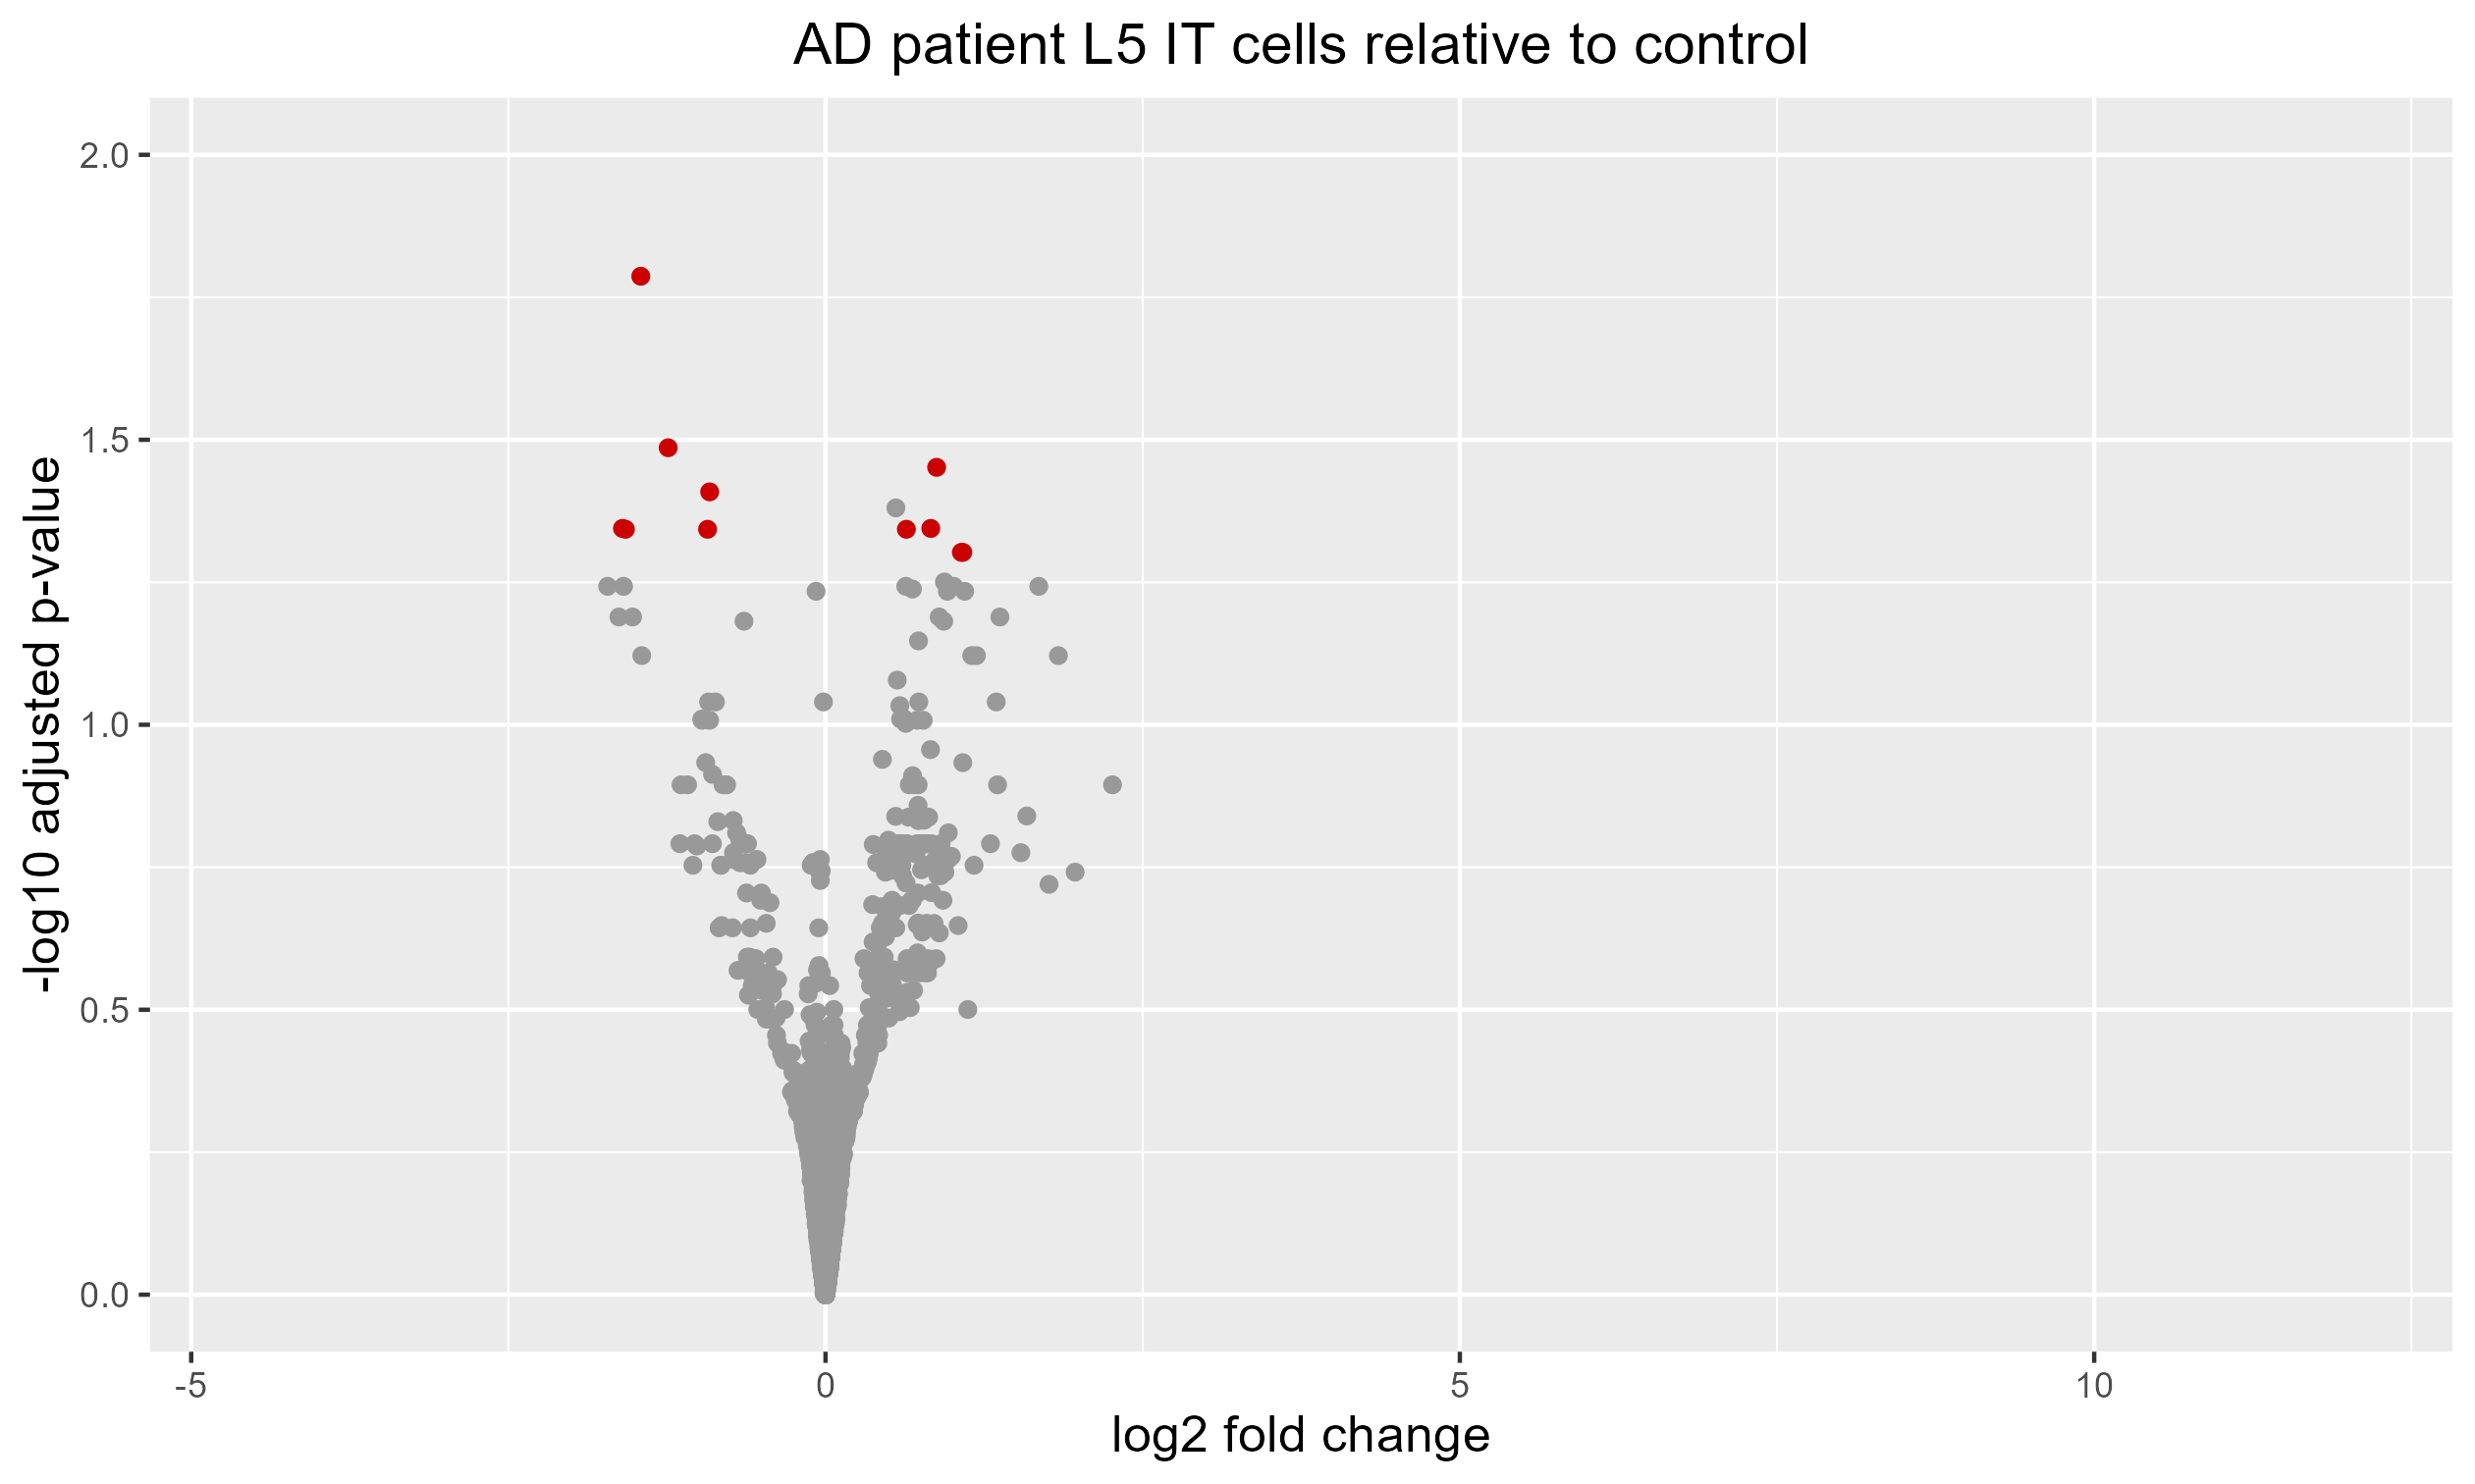 AD patient L5 IT cells relative to control
-log10 adjusted p-value
2.0
1.5
1.0
0.5
0.0
-5 0 5 10
log2 fold change